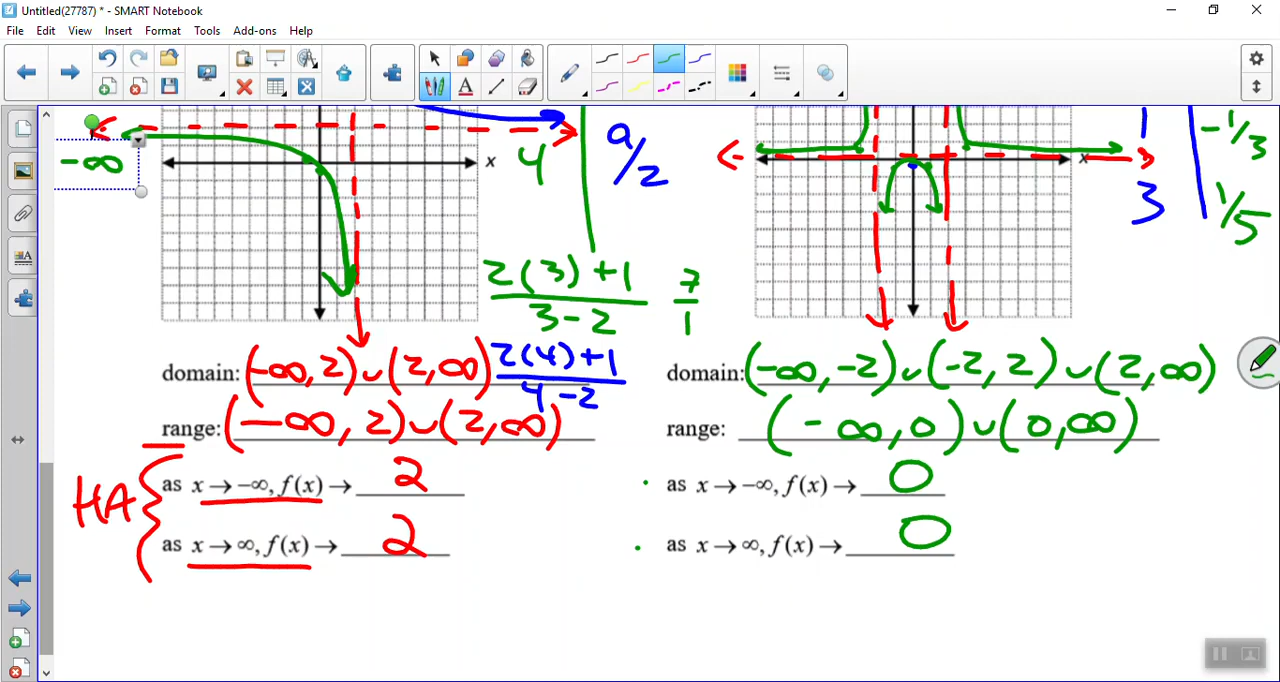 Untitled(27787) * - SMART Notebook
File Edit View Insert Format Tools Add-ons Help
-∞
x
4
9/2
x
1
3
-1/3
1/5
2(3)+1
3-2
7
1
2(4)+1
4-2
domain: (-∞, 2) ∪ (2, ∞)
range: (-∞, 2) ∪ (2, ∞)
HA {
as x → -∞, f(x) → 2
as x → ∞, f(x) → 2
domain: (-∞, -2) ∪ (-2, 2) ∪ (2, ∞)
range: (-∞, 0) ∪ (0, ∞)
as x → -∞, f(x) → 0
as x → ∞, f(x) → 0